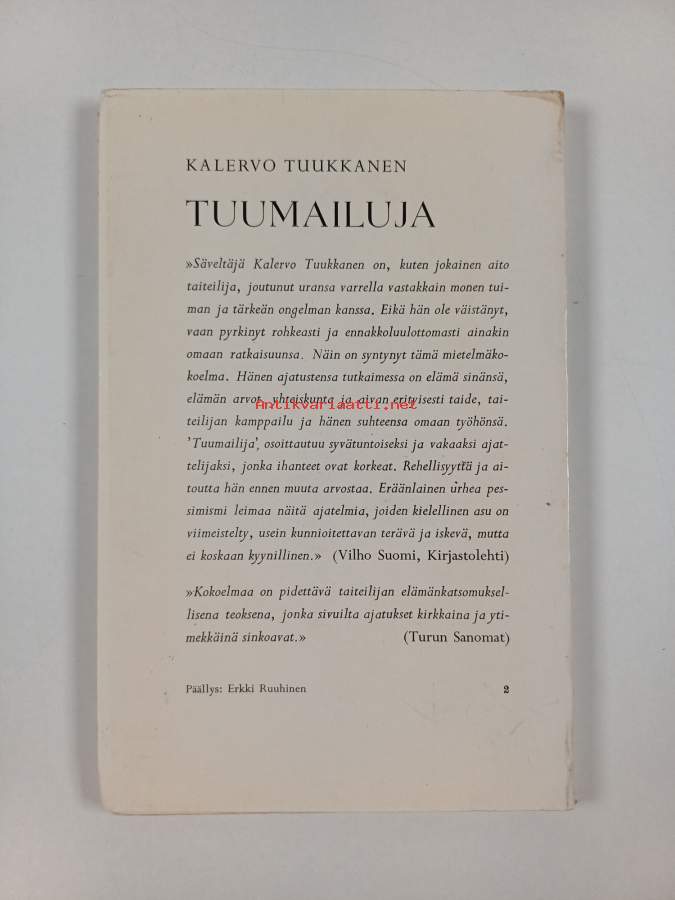 KALERVO TUUKKANEN
TUUMAILUJA
»Säveltäjä Kalervo Tuukkanen on, kuten jokainen aito
taiteilija, joutunut uransa varrella vastakkain monen tui-
man ja tärkeän ongelman kanssa. Eikä hän ole väistänyt,
vaan pyrkinyt rohkeasti ja ennakkoluulottomasti ainakin
omaan ratkaisuunsa. Näin on syntynyt tämä mietelmäko-
koelma. Hänen ajatustensa tutkaimessa on elämä sinänsä,
elämän arvot, yhteiskunta ja aivan erityisesti taide, tai-
Antikvariaatti.net
teilijan kamppailu ja hänen suhteensa omaan työhönsä.
'Tuumailija', osoittautuu syvätuntoiseksi ja vakaaksi ajat-
telijaksi, jonka ihanteet ovat korkeat. Rehellisyyttä ja ai-
toutta hän ennen muuta arvostaa. Eräänlainen urhea pes-
simismi leimaa näitä ajatelmia, joiden kielellinen asu on
viimeistelty, usein kunnioitettavan terävä ja iskevä, mutta
ei koskaan kyynillinen.» (Vilho Suomi, Kirjastolehti)
»Kokoelmaa on pidettävä taiteilijan elämänkatsomuksel-
lisena teoksena, jonka sivuilta ajatukset kirkkaina ja yti-
mekkäinä sinkoavat.» (Turun Sanomat)
Päällys: Erkki Ruuhinen 2